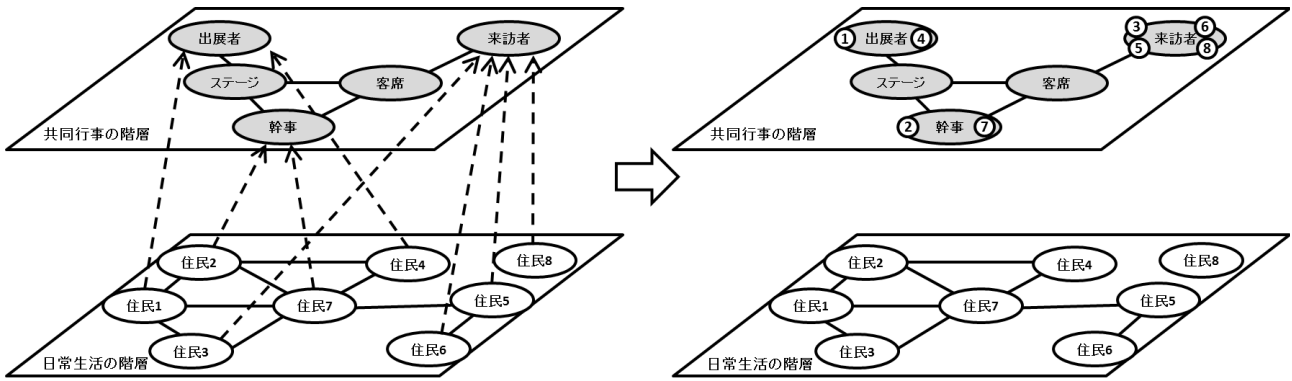 出展者
来訪者
ステージ
客席
幹事
共同行事の階層
住民2
住民4
住民8
住民1
住民7
住民5
住民3
住民6
日常生活の階層
1
出展者
4
3
6
来訪者
5
8
ステージ
客席
2
幹事
7
共同行事の階層
住民2
住民4
住民8
住民1
住民7
住民5
住民3
住民6
日常生活の階層